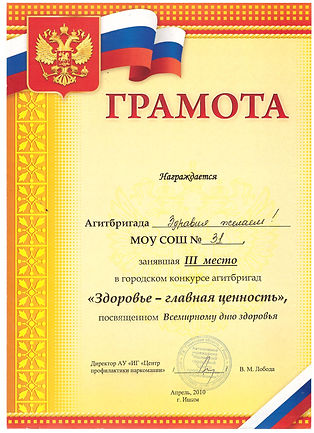 ГРАМОТА
Награждается
Агитбригада Здравия желаем!
МОУ СОШ № 31,
занявшая III место
в городском конкурсе агитбригад
«Здоровье – главная ценность»,
посвященном Всемирному дню здоровья
Директор АУ «ИГ «Центр
профилактики наркомании» В. М. Лобода
Апрель, 2010
г. Ишим